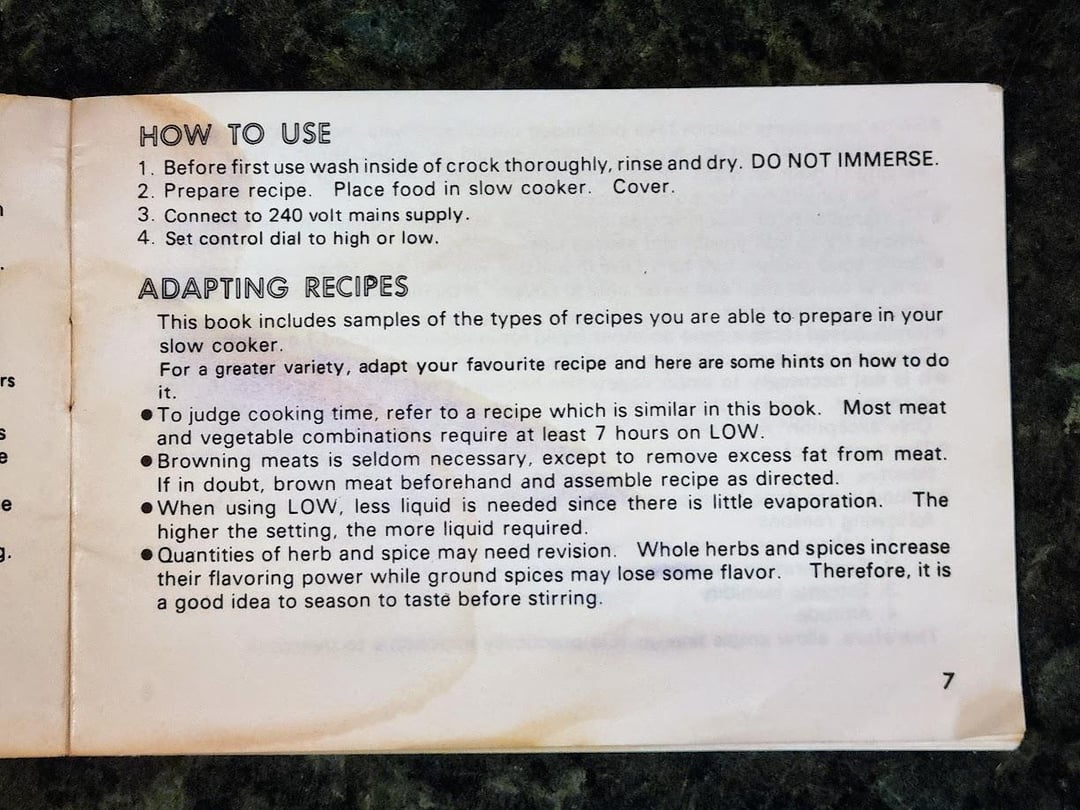 HOW TO USE
1. Before first use wash inside of crock thoroughly, rinse and dry. DO NOT IMMERSE.
2. Prepare recipe. Place food in slow cooker. Cover.
3. Connect to 240 volt mains supply.
4. Set control dial to high or low.
ADAPTING RECIPES
This book includes samples of the types of recipes you are able to prepare in your
slow cooker.
For a greater variety, adapt your favourite recipe and here are some hints on how to do
it.
● To judge cooking time, refer to a recipe which is similar in this book. Most meat
and vegetable combinations require at least 7 hours on LOW.
● Browning meats is seldom necessary, except to remove excess fat from meat.
If in doubt, brown meat beforehand and assemble recipe as directed.
● When using LOW, less liquid is needed since there is little evaporation. The
higher the setting, the more liquid required.
● Quantities of herb and spice may need revision. Whole herbs and spices increase
their flavoring power while ground spices may lose some flavor. Therefore, it is
a good idea to season to taste before stirring.
7